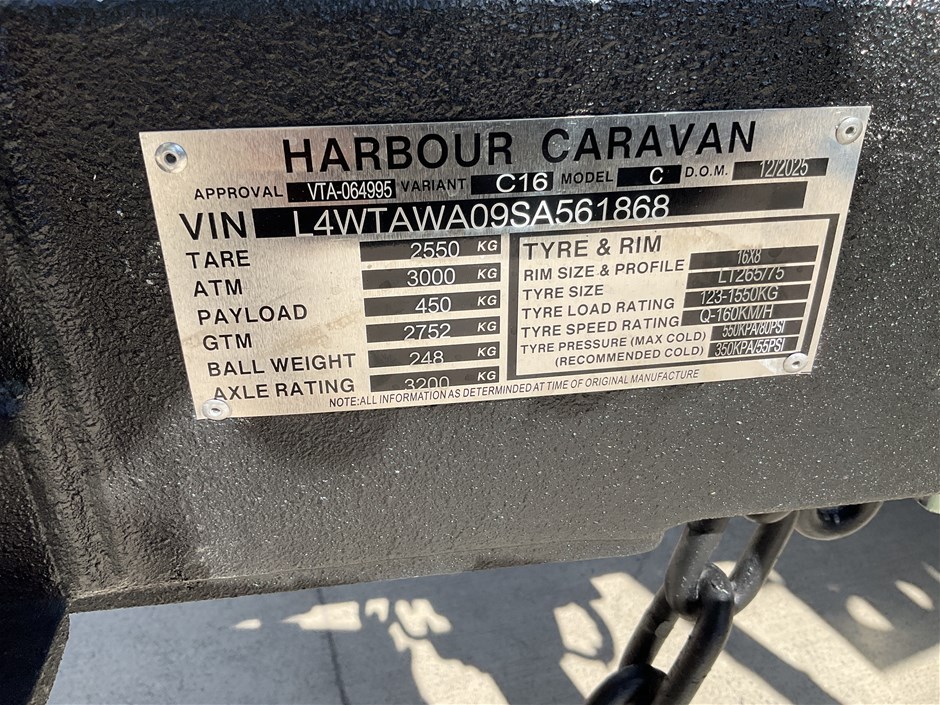 HARBOUR CARAVAN
APPROVAL VTA-064995 VARIANT C16 MODEL C D.O.M. 12/2025
VIN L4WTAWA09SA561868
TARE 2550 KG
ATM 3000 KG
PAYLOAD 450 KG
GTM 2752 KG
BALL WEIGHT 248 KG
AXLE RATING 3200 KG
TYRE & RIM
RIM SIZE & PROFILE 16X8
TYRE SIZE LT265/75
TYRE LOAD RATING 123-1550KG
TYRE SPEED RATING Q-160KM/H
TYRE PRESSURE (MAX COLD) 550KPA/80PSI
(RECOMMENDED COLD) 350KPA/55PSI
NOTE:ALL INFORMATION AS DETERMINDED AT TIME OF ORIGINAL MANUFACTURE